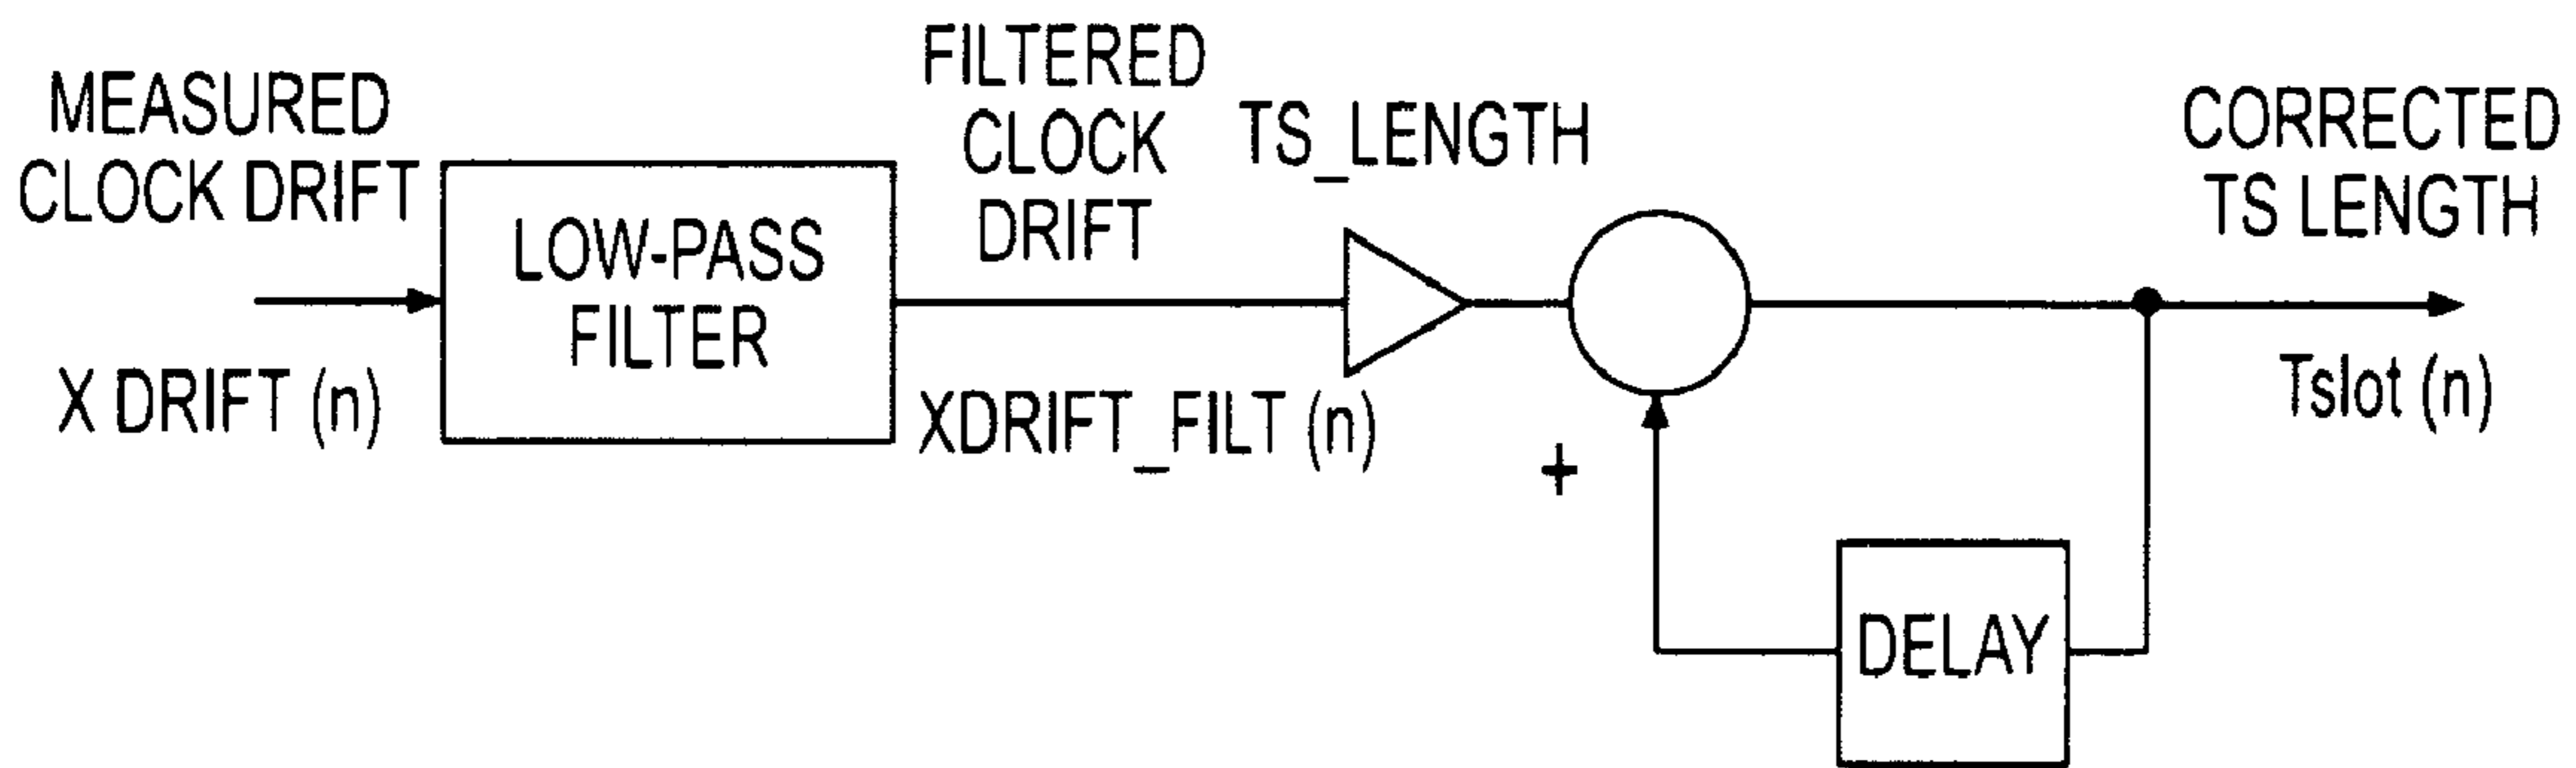 MEASURED
CLOCK DRIFT
X DRIFT (n)
LOW-PASS
FILTER
FILTERED
CLOCK
DRIFT
XDRIFT_FILT (n)
TS_LENGTH
+
DELAY
CORRECTED
TS LENGTH
Tslot (n)